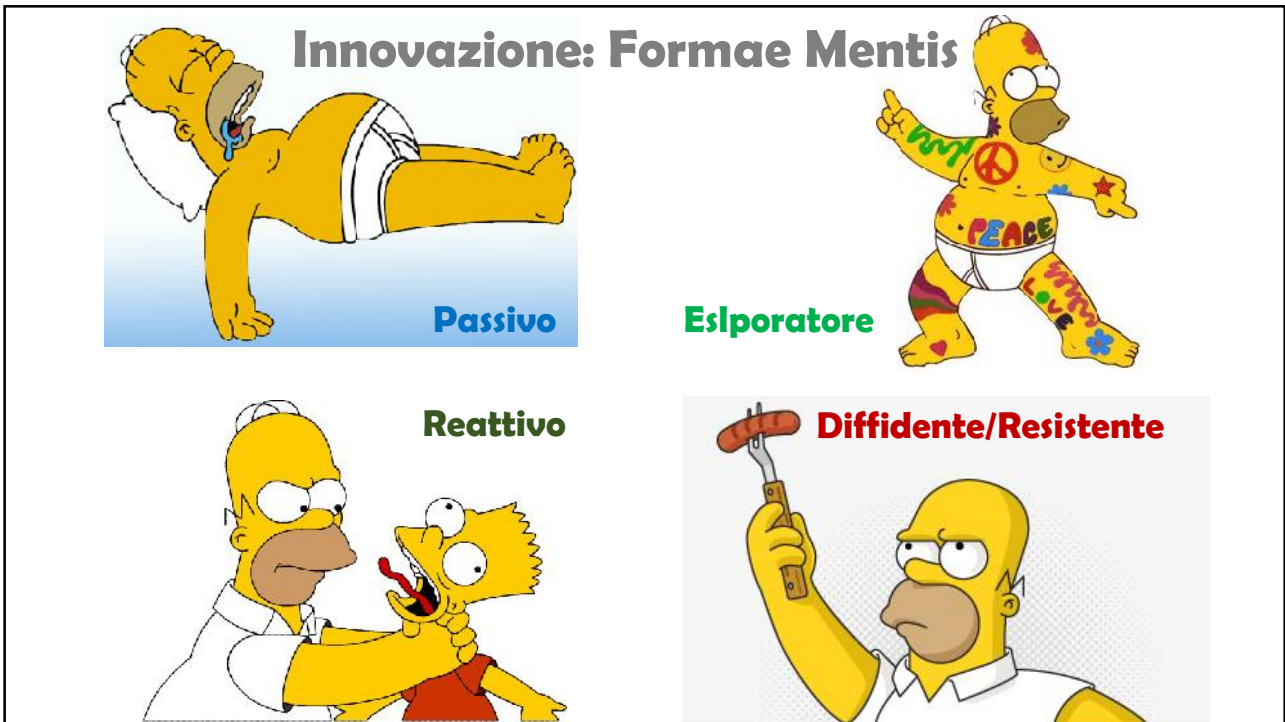 Innovazione: Formae Mentis
Passivo
Eslporatore
PEACE
LOVE
Reattivo
Diffidente/Resistente